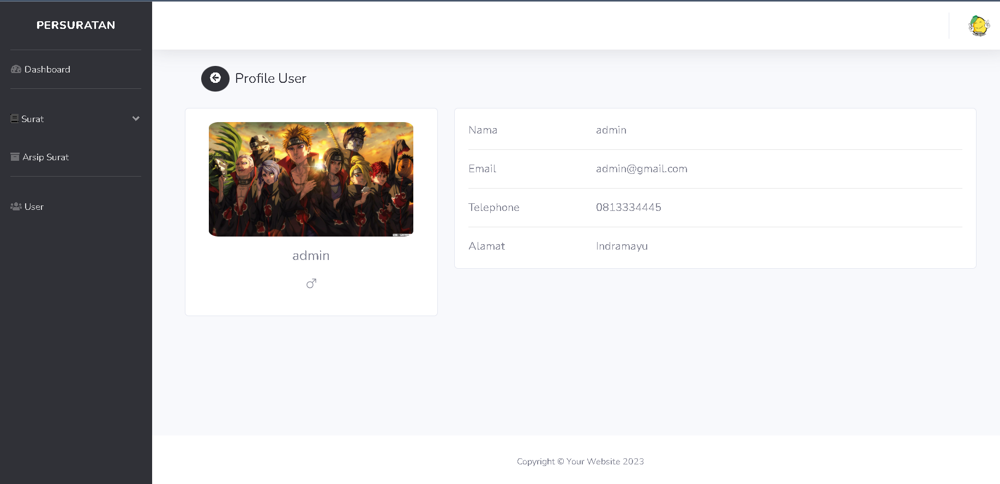 PERSURATAN
Dashboard
Surat
Arsip Surat
User
Profile User
admin
Nama admin
Email admin@gmail.com
Telephone 0813334445
Alamat Indramayu
Copyright © Your Website 2023